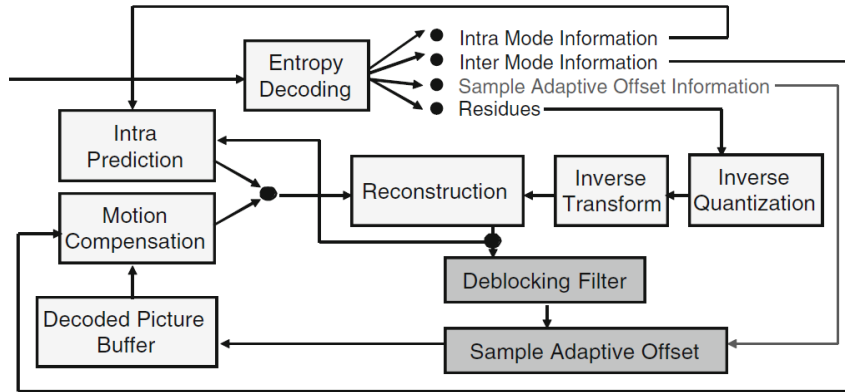 Entropy
Decoding
Intra Mode Information
Inter Mode Information
Sample Adaptive Offset Information
Residues
Intra
Prediction
Motion
Compensation
Reconstruction
Inverse
Transform
Inverse
Quantization
Deblocking Filter
Decoded Picture
Buffer
Sample Adaptive Offset